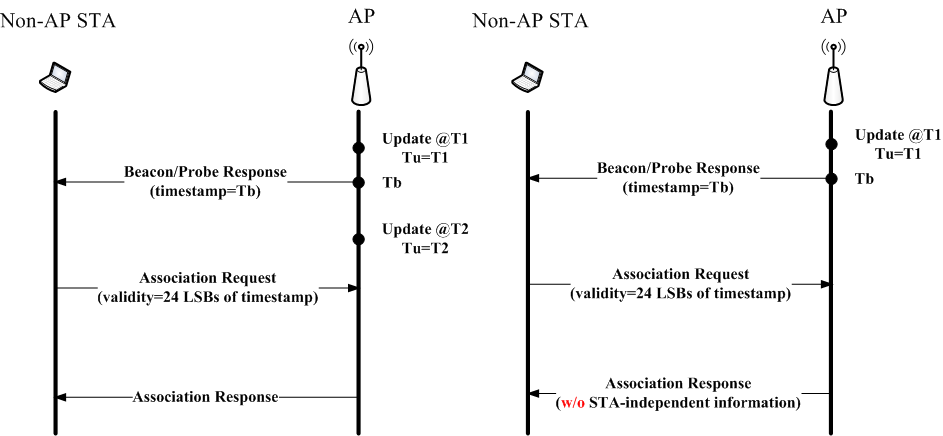 Non-AP STA
AP
Update @T1
Tu=T1
Beacon/Probe Response
(timestamp=Tb)
Tb
Update @T2
Tu=T2
Association Request
(validity=24 LSBs of timestamp)
Association Response
Non-AP STA
AP
Update @T1
Tu=T1
Beacon/Probe Response
(timestamp=Tb)
Tb
Association Request
(validity=24 LSBs of timestamp)
Association Response
(w/o STA-independent information)